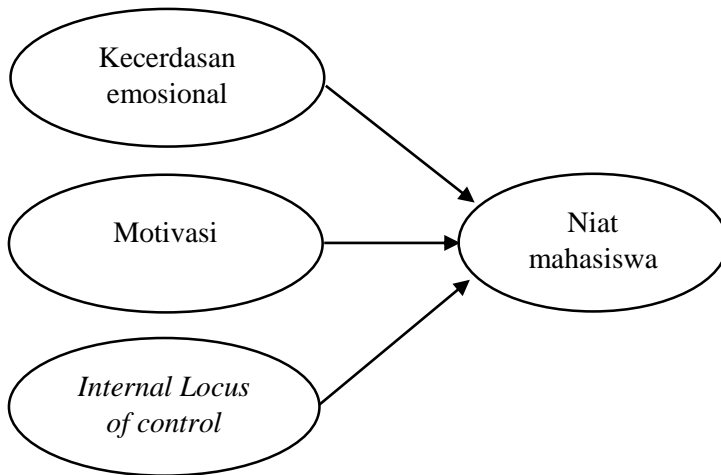 Kecerdasan
emosional
Motivasi
Niat
mahasiswa
Internal Locus
of control